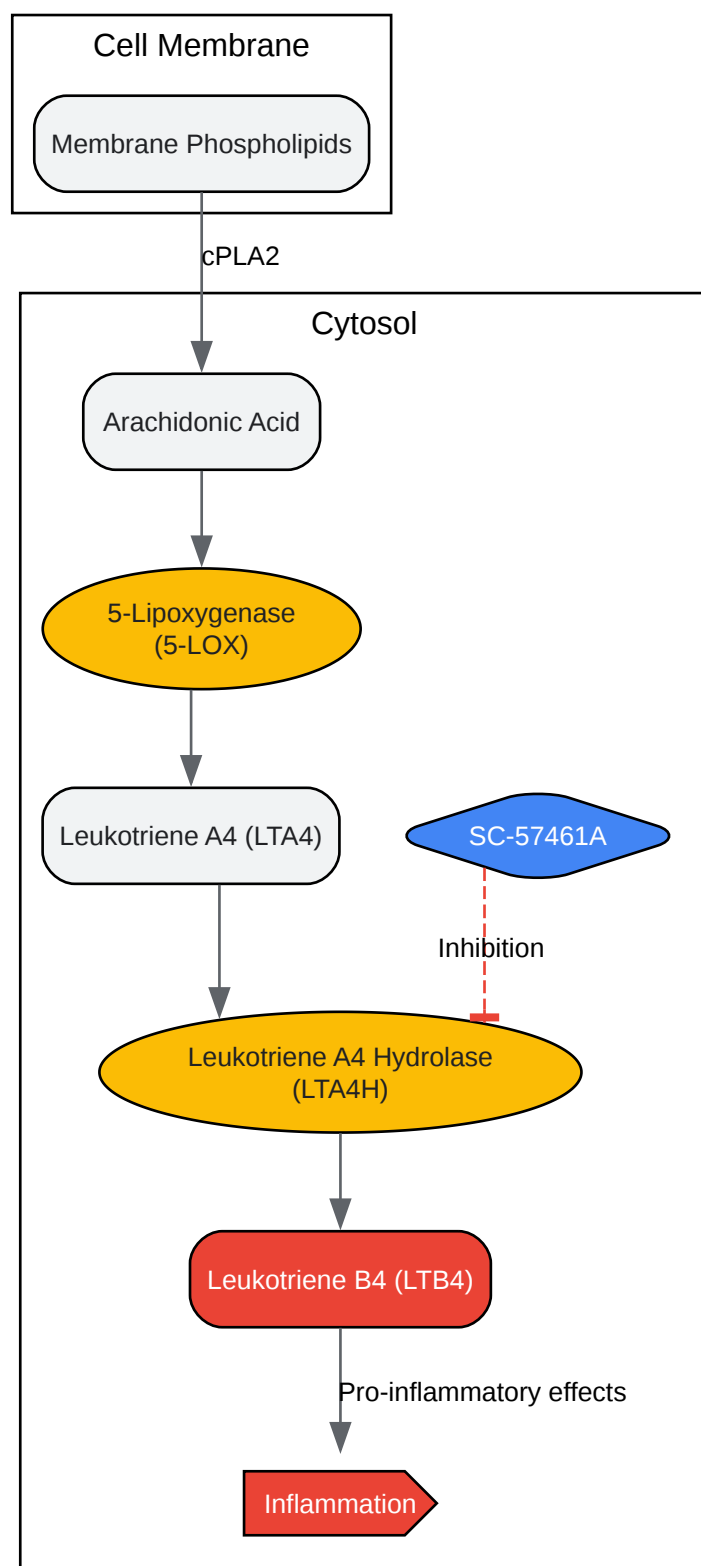 Cell Membrane
Membrane Phospholipids
cPLA2
Cytosol
Arachidonic Acid
5-Lipoxygenase
(5-LOX)
Leukotriene A4 (LTA4)
SC-57461A
Inhibition
Leukotriene A4 Hydrolase
(LTA4H)
Leukotriene B4 (LTB4)
Pro-inflammatory effects
Inflammation